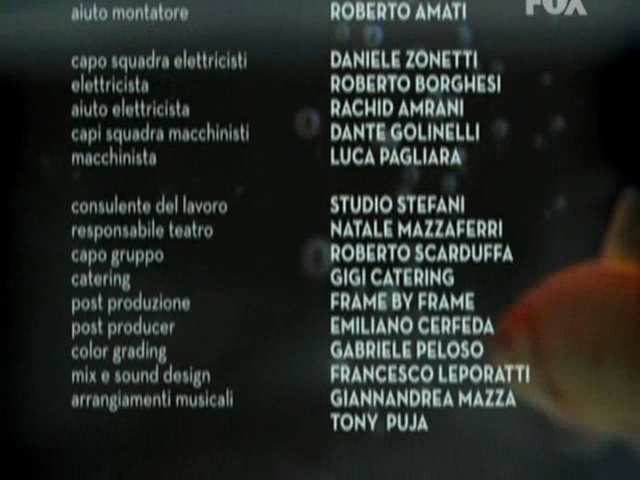 FOX
aiuto montatore ROBERTO AMATI
capo squadra elettricisti DANIELE ZONETTI
elettricista ROBERTO BORGHESI
aiuto elettricista RACHID AMRANI
capi squadra macchinisti DANTE GOLINELLI
macchinista LUCA PAGLIARA
consulente del lavoro STUDIO STEFANI
responsabile teatro NATALE MAZZAFERRI
capo gruppo ROBERTO SCARDUFFA
catering GIGI CATERING
post produzione FRAME BY FRAME
post producer EMILIANO CERFEDA
color grading GABRIELE PELOSO
mix e sound design FRANCESCO LEPORATTI
arrangiamenti musicali GIANNANDREA MAZZA
TONY PUJA